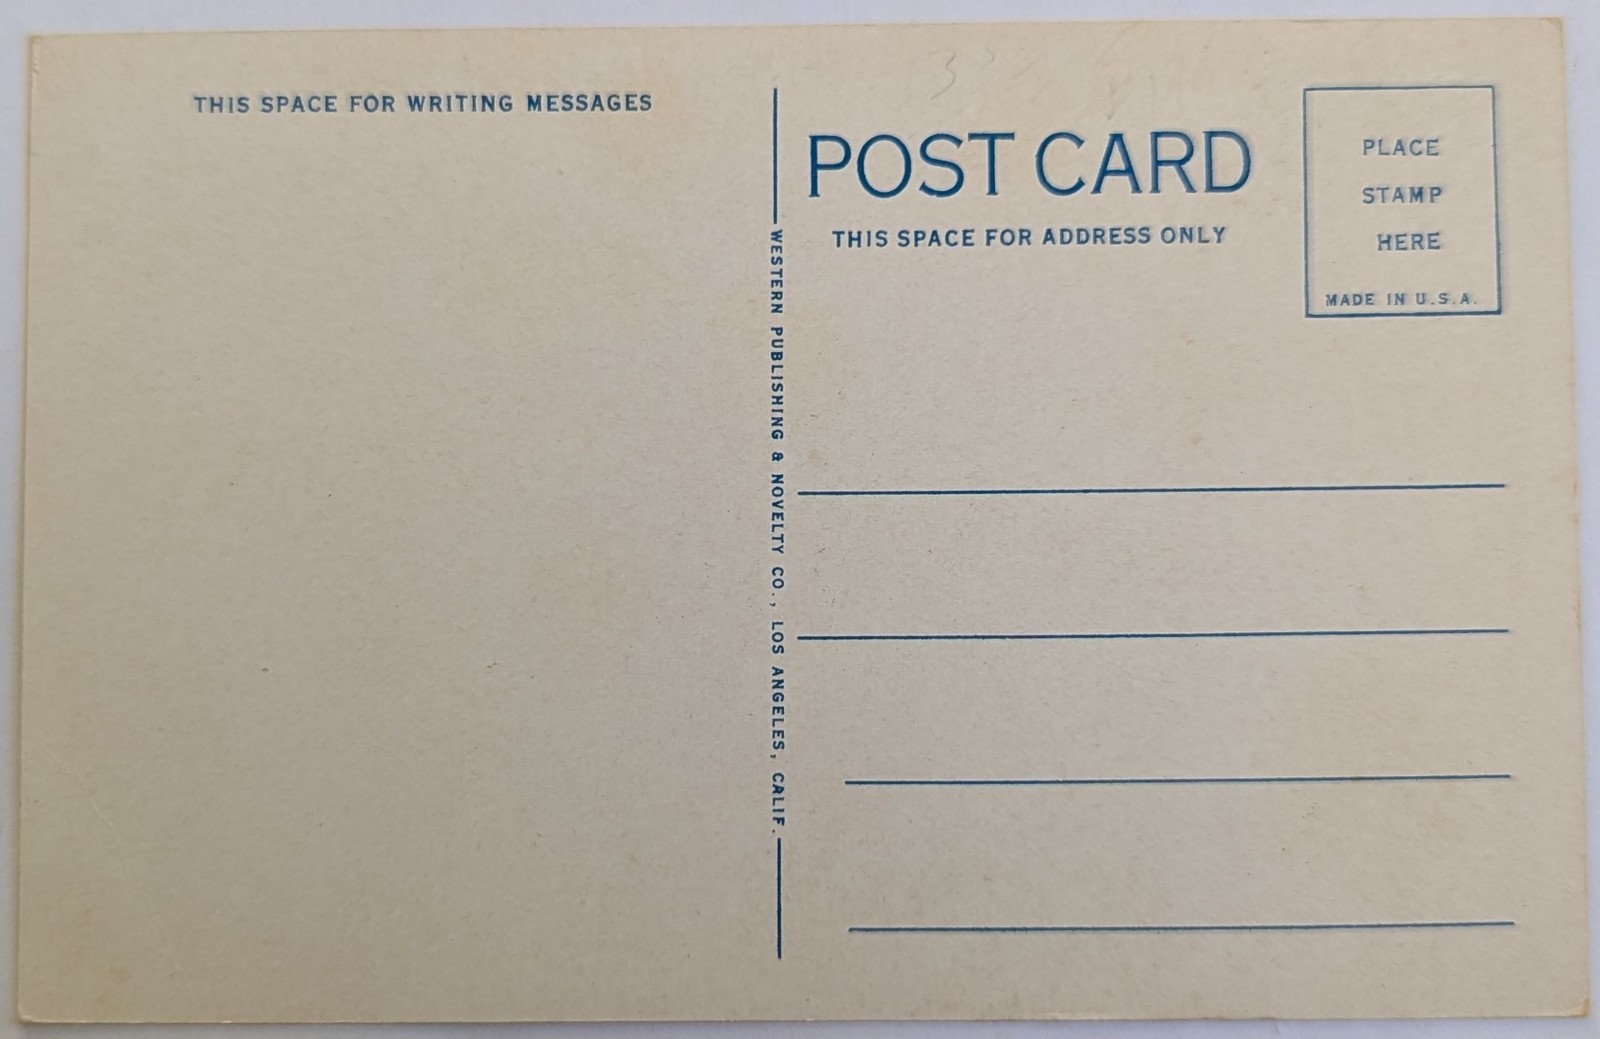 THIS SPACE FOR WRITING MESSAGES
WESTERN PUBLISHING & NOVELTY CO., LOS ANGELES, CALIF.
3
POST CARD
THIS SPACE FOR ADDRESS ONLY
PLACE
STAMP
HERE
MADE IN U.S.A.